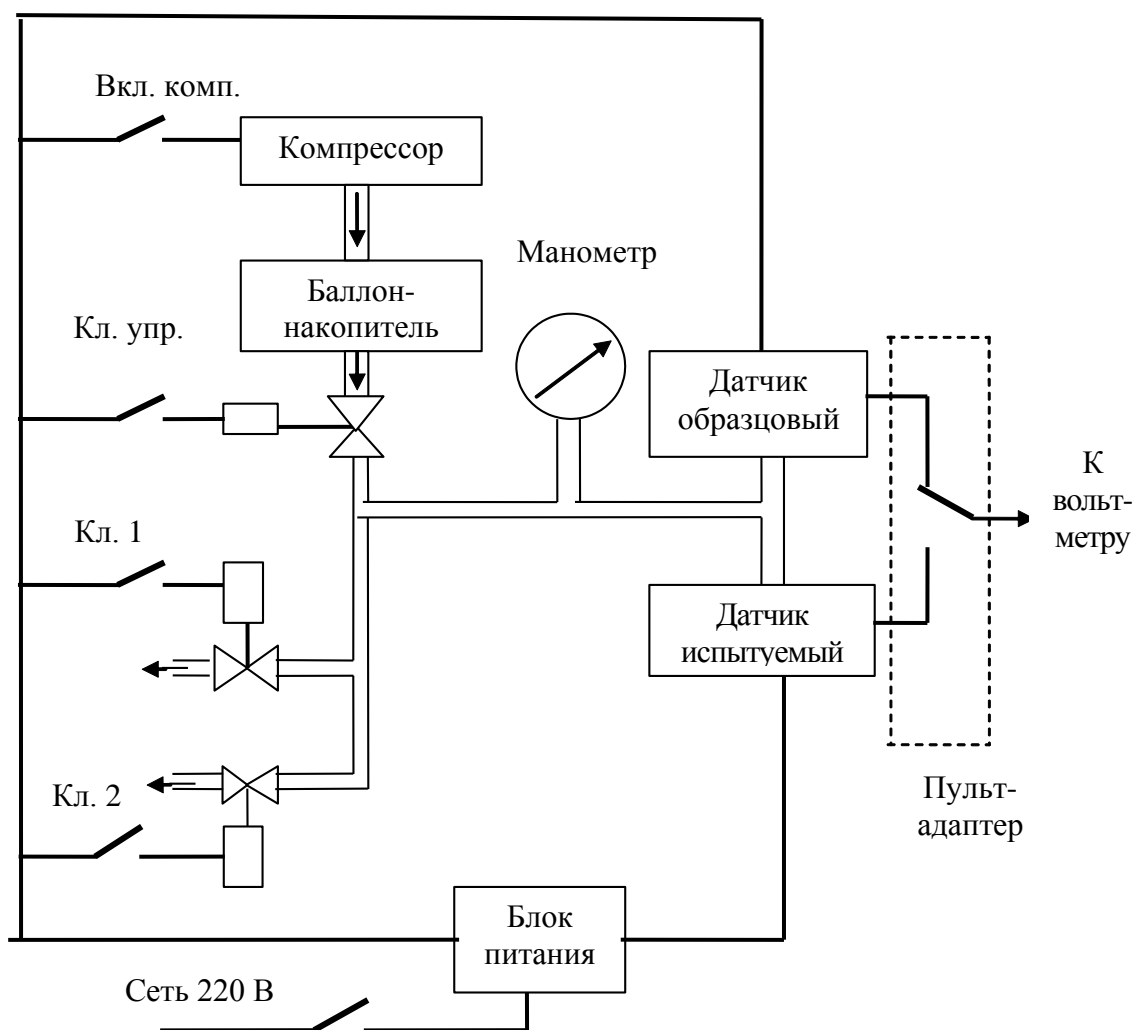 Вкл. комп.
Компрессор
Манометр
Баллон-
накопитель
Кл. упр.
Датчик
образцовый
К
вольт-
метру
Кл. 1
Датчик
испытуемый
Кл. 2
Пульт-
адаптер
Блок
питания
Сеть 220 В